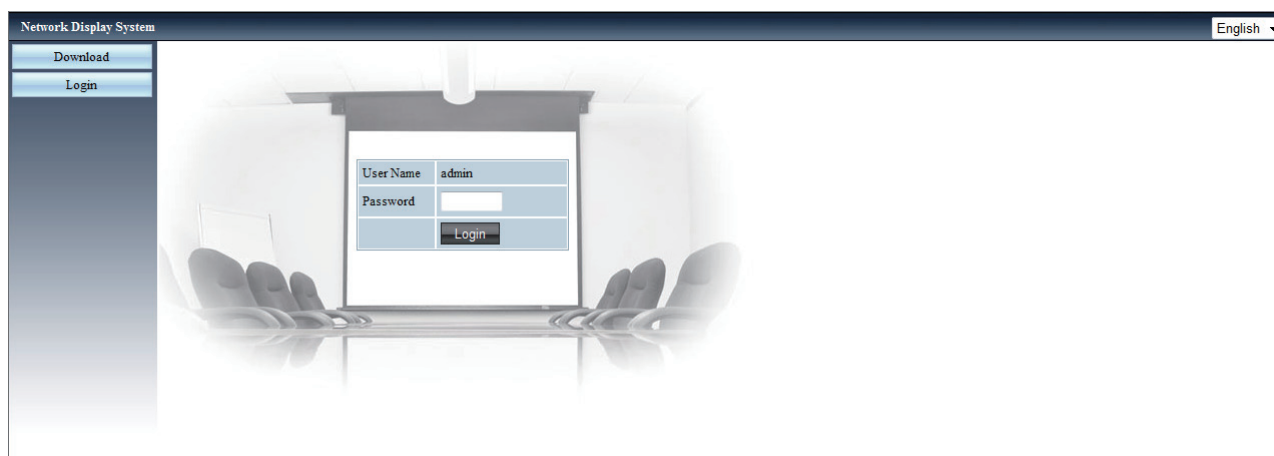 Network Display System
English
Download
Login
User Name admin
Password
Login